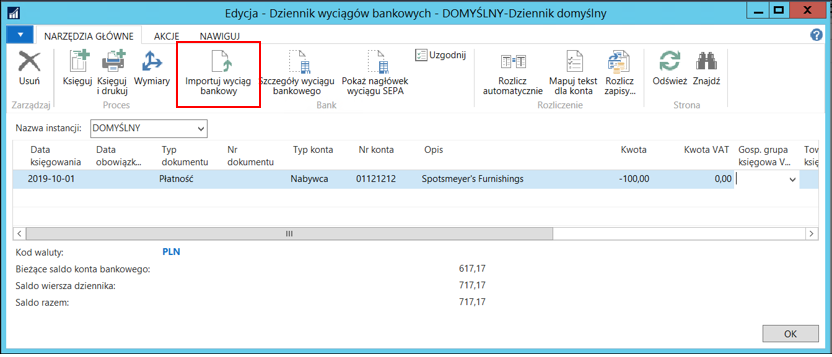 Edycja - Dziennik wyciągów bankowych - DOMYŚLNY-Dziennik domyślny
NARZĘDZIA GŁÓWNE AKCJE NAWIGUJ
Usuń
Księguj
Księguj i drukuj
Wymiary
Importuj wyciąg bankowy
Szczegóły wyciągu bankowego
Pokaż nagłówek wyciągu SEPA
Uzgodnij
Rozlicz automatycznie
Mapuj tekst dla konta
Rozlicz zapisy...
Odśwież
Znajdź
Zarządzaj Proces Bank Rozliczenie Strona
Nazwa instancji: DOMYŚLNY
Data księgowania
Data obowiązk...
Typ dokumentu
Nr dokumentu
Typ konta
Nr konta
Opis
Kwota
Kwota VAT
Gosp. grupa księgowa V...
Tow księ
2019-10-01 Płatność Nabywca 01121212 Spotsmeyer's Furnishings -100,00 0,00
Kod waluty: PLN
Bieżące saldo konta bankowego: 617,17
Saldo wiersza dziennika: 717,17
Saldo razem: 717,17
OK